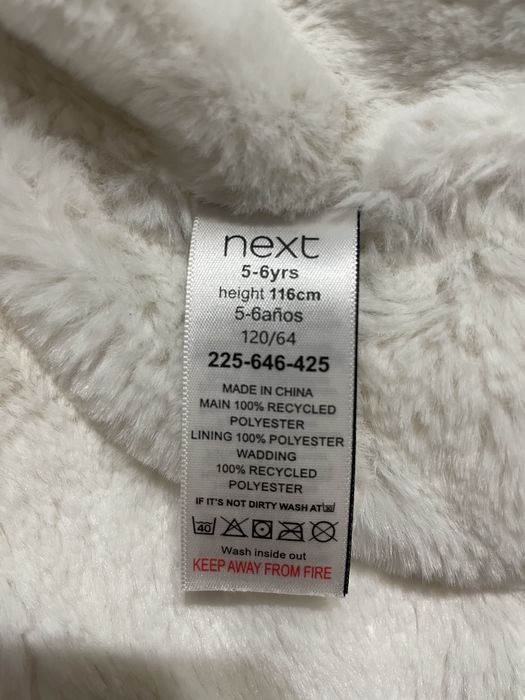 next
5-6yrs
height 116cm
5-6años
120/64
225-646-425
MADE IN CHINA
MAIN 100% RECYCLED
POLYESTER
LINING 100% POLYESTER
WADDING
100% RECYCLED
POLYESTER
IF IT'S NOT DIRTY WASH AT
40
Wash inside out
KEEP AWAY FROM FIRE